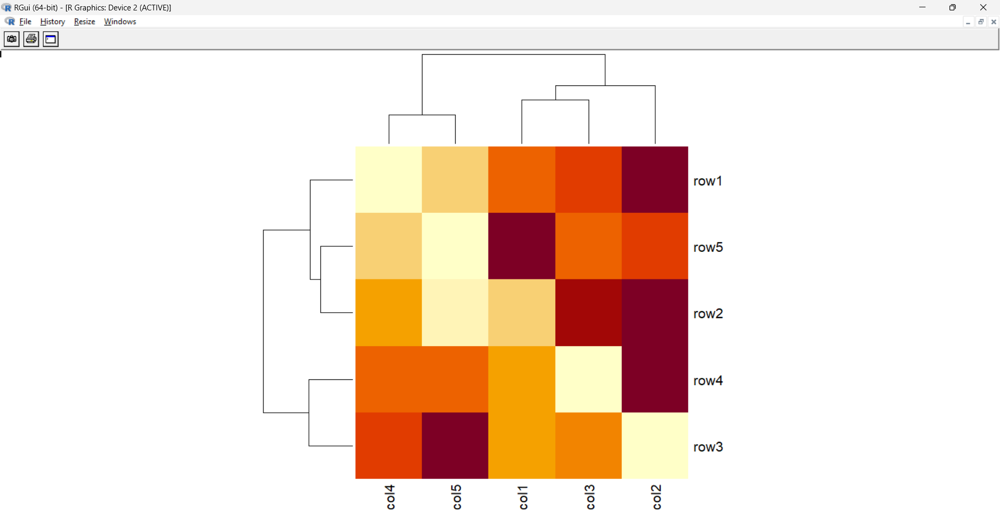 RGui (64-bit) - [R Graphics: Device 2 (ACTIVE)]
File History Resize Windows
row1
row5
row2
row4
row3
col4 col5 col1 col3 col2